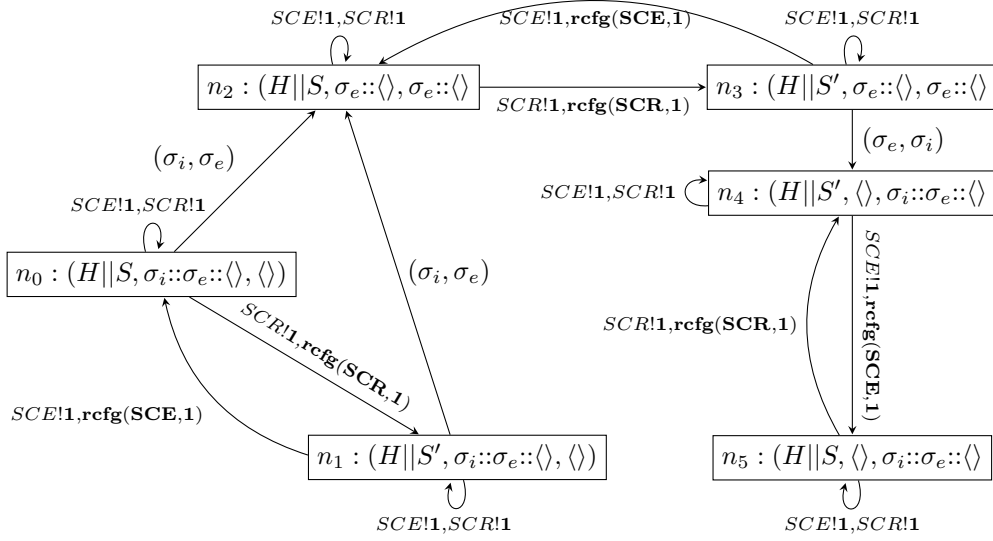 SCE!1,SCR!1
SCE!1,rcfg(SCE,1)
SCE!1,SCR!1
n₂ : (H||S, σₑ::⟨⟩, σₑ::⟨⟩
n₃ : (H||S′, σₑ::⟨⟩, σₑ::⟨⟩
SCR!1,rcfg(SCR,1)
(σᵢ, σₑ)
(σₑ, σᵢ)
SCE!1,SCR!1
n₄ : (H||S′, ⟨⟩, σᵢ::σₑ::⟨⟩
SCE!1,SCR!1
n₀ : (H||S, σᵢ::σₑ::⟨⟩, ⟨⟩)
(σᵢ, σₑ)
SCE!1,rcfg(SCE,1)
SCR!1,rcfg(SCR,1)
SCR!1,rcfg(SCR,1)
SCE!1,rcfg(SCE,1)
n₁ : (H||S′, σᵢ::σₑ::⟨⟩, ⟨⟩)
n₅ : (H||S, ⟨⟩, σᵢ::σₑ::⟨⟩
SCE!1,SCR!1
SCE!1,SCR!1